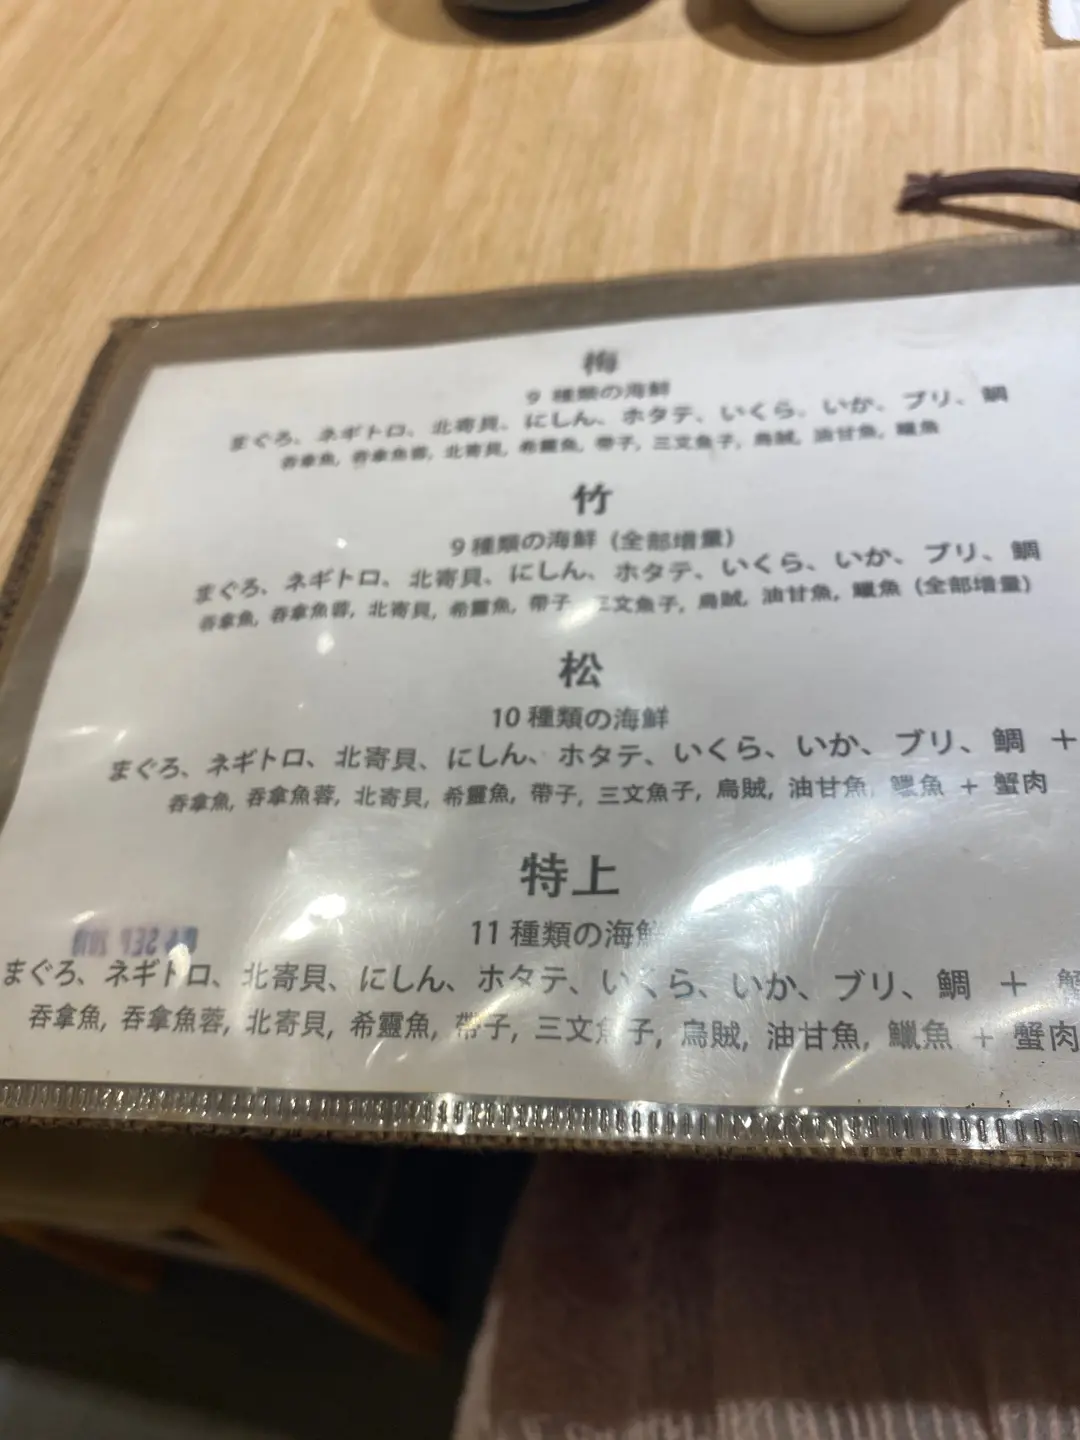 梅
9 種類の海鮮
まぐろ、ネギトロ、北寄貝、にしん、ホタテ、いくら、いか、ブリ、鯛
吞拿魚, 吞拿魚蓉, 北寄貝, 希靈魚, 帶子, 三文魚子, 烏賊, 油甘魚, 鱲魚
竹
9 種類の海鮮 (全部増量)
まぐろ、ネギトロ、北寄貝、にしん、ホタテ、いくら、いか、ブリ、鯛
吞拿魚, 吞拿魚蓉, 北寄貝, 希靈魚, 帶子, 三文魚子, 烏賊, 油甘魚, 鱲魚 (全部增量)
松
10 種類の海鮮
まぐろ、ネギトロ、北寄貝、にしん、ホタテ、いくら、いか、ブリ、鯛 +
吞拿魚, 吞拿魚蓉, 北寄貝, 希靈魚, 帶子, 三文魚子, 烏賊, 油甘魚, 鱲魚 + 蟹肉
特上
11 種類の海鮮
まぐろ、ネギトロ、北寄貝、にしん、ホタテ、いくら、いか、ブリ、鯛 +
吞拿魚, 吞拿魚蓉, 北寄貝, 希靈魚, 帶子, 三文魚子, 烏賊, 油甘魚, 鱲魚 + 蟹肉